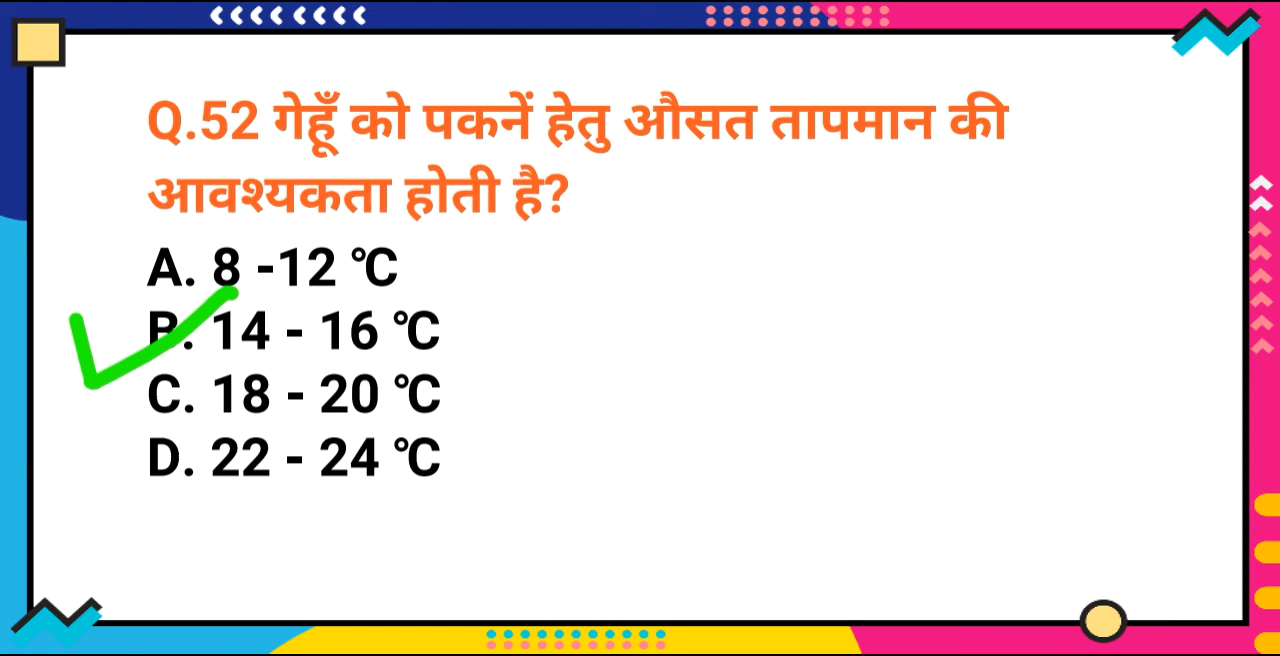 Q.52 गेहूँ को पकनें हेतु औसत तापमान की
आवश्यकता होती है?
A. 8 -12 ℃
B. 14 - 16 ℃
C. 18 - 20 ℃
D. 22 - 24 ℃